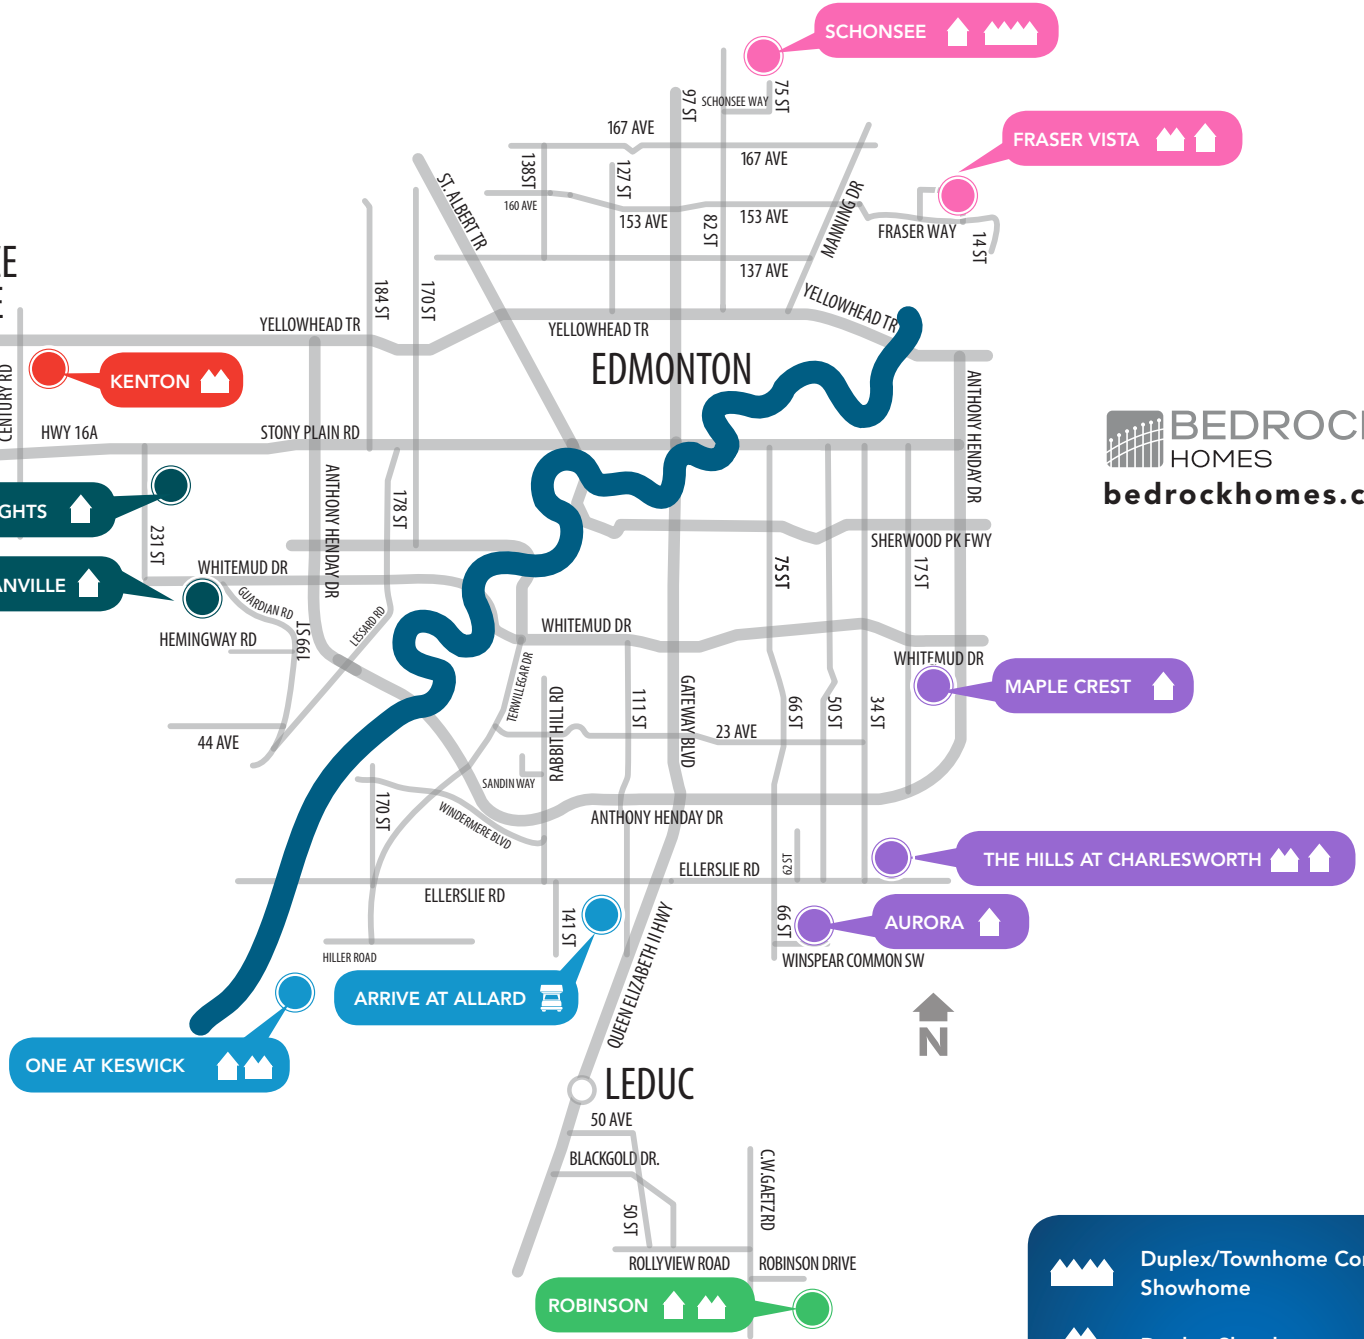 SCHONSEE
75 ST
97 ST
SCHONSEE WAY
FRASER VISTA
167 AVE
167 AVE
138ST
127 ST
ST. ALBERT TR
160 AVE
153 AVE
82 ST
153 AVE
MANNING DR
FRASER WAY
14 ST
137 AVE
184 ST
170 ST
YELLOWHEAD TR
YELLOWHEAD TR
YELLOWHEAD TR
EDMONTON
KENTON
CENTURY RD
HWY 16A
STONY PLAIN RD
ANTHONY HENDAY DR
BEDROCK
HOMES
bedrockhomes.c
GHTS
231 ST
ANTHONY HENDAY DR
178 ST
SHERWOOD PK FWY
75 ST
17 ST
WHITEMUD DR
ANVILLE
GUARDIAN RD
HEMINGWAY RD
199 ST
LESSARD RD
WHITEMUD DR
WHITEMUD DR
MAPLE CREST
TERWILLEGAR DR
RABBIT HILL RD
111 ST
GATEWAY BLVD
66 ST
50 ST
34 ST
23 AVE
44 AVE
SANDIN WAY
170 ST
WINDERMERE BLVD
ANTHONY HENDAY DR
THE HILLS AT CHARLESWORTH
62 ST
ELLERSLIE RD
ELLERSLIE RD
AURORA
66 ST
141 ST
QUEEN ELIZABETH II HWY
WINSPEAR COMMON SW
HILLER ROAD
ARRIVE AT ALLARD
N
ONE AT KESWICK
LEDUC
50 AVE
BLACKGOLD DR.
C.W.GAETZ RD
50 ST
ROLLYVIEW ROAD
ROBINSON DRIVE
ROBINSON
Duplex/Townhome Co
Showhome